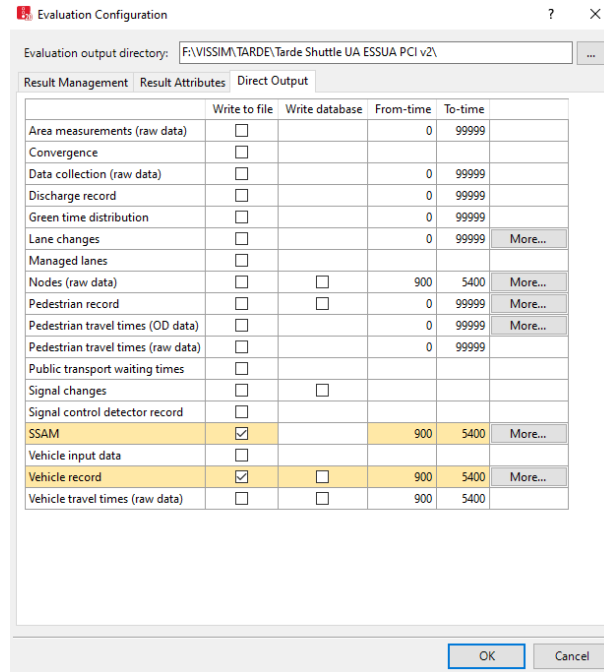 Evaluation Configuration ? ×
Evaluation output directory: F:\VISSIM\TARDE\Tarde Shuttle UA ESSUA PCI v2\ ...
Result Management Result Attributes Direct Output
Write to file Write database From-time To-time
Area measurements (raw data) 0 99999
Convergence
Data collection (raw data) 0 99999
Discharge record 0 99999
Green time distribution 0 99999
Lane changes 0 99999 More...
Managed lanes
Nodes (raw data) 900 5400 More...
Pedestrian record 0 99999 More...
Pedestrian travel times (OD data) 0 99999 More...
Pedestrian travel times (raw data) 0 99999
Public transport waiting times
Signal changes
Signal control detector record
SSAM 900 5400 More...
Vehicle input data
Vehicle record 900 5400 More...
Vehicle travel times (raw data) 900 5400
OK Cancel